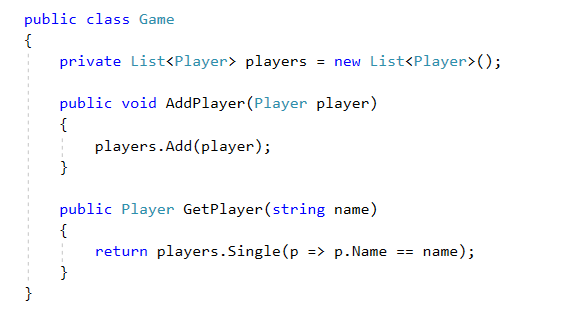 public class Game
{
    private List<Player> players = new List<Player>();

    public void AddPlayer(Player player)
    {
        players.Add(player);
    }

    public Player GetPlayer(string name)
    {
        return players.Single(p => p.Name == name);
    }
}